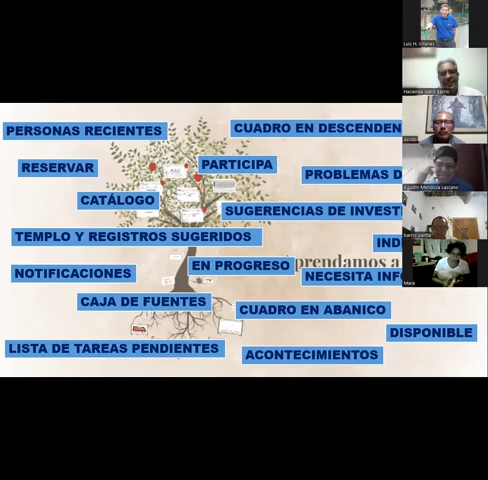 PERSONAS RECIENTES
CUADRO EN DESCENDEN
RESERVAR
PARTICIPA
PROBLEMAS D
CATÁLOGO
SUGERENCIAS DE INVEST
TEMPLO Y REGISTROS SUGERIDOS
IND
prendamos a
EN PROGRESO
NOTIFICACIONES
NECESITA INFO
CAJA DE FUENTES
CUADRO EN ABANICO
DISPONIBLE
LISTA DE TAREAS PENDIENTES
ACONTECIMIENTOS
Luis H. Villarreal
Agustin Mendoza Lazcano
Mata